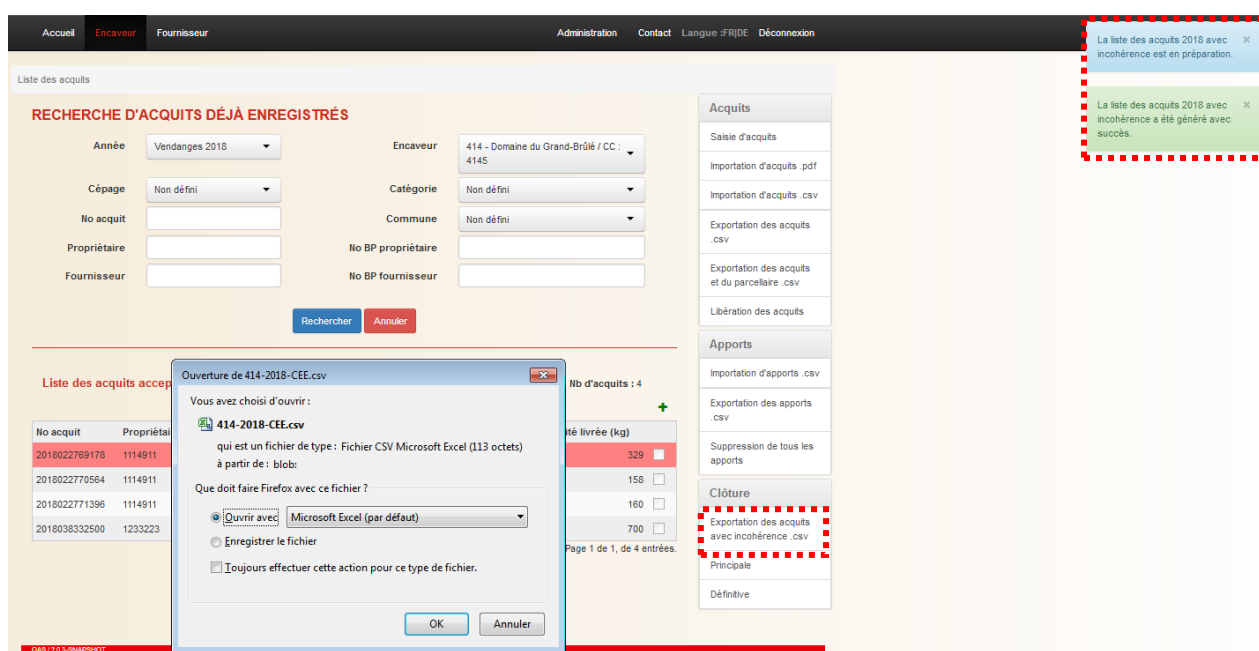 Accueil Encaveur Fournisseur Administration Contact Langue :FR|DE Déconnexion
La liste des acquits 2018 avec ×
incohérence est en préparation.
La liste des acquits 2018 avec ×
incohérence a été généré avec
succès.
Liste des acquits
RECHERCHE D'ACQUITS DÉJÀ ENREGISTRÉS
Année Vendanges 2018 Encaveur 414 - Domaine du Grand-Brûlé / CC :
4145
Cépage Non défini Catégorie Non défini
No acquit Commune Non défini
Propriétaire No BP propriétaire
Fournisseur No BP fournisseur
Rechercher Annuler
Acquits
Saisie d'acquits
Importation d'acquits .pdf
Importation d'acquits .csv
Exportation des acquits
.csv
Exportation des acquits
et du parcellaire .csv
Libération des acquits
Apports
Importation d'apports .csv
Exportation des apports
.csv
Suppression de tous les
apports
Clôture
Exportation des acquits
avec incohérence .csv
Principale
Définitive
Liste des acquits accep Nb d'acquits : 4
No acquit Propriétai ité livrée (kg)
2018022769178 1114911 329
2018022770564 1114911 158
2018022771396 1114911 160
2018038332500 1233223 700
Page 1 de 1, de 4 entrées.
Ouverture de 414-2018-CEE.csv
Vous avez choisi d'ouvrir :
414-2018-CEE.csv
qui est un fichier de type : Fichier CSV Microsoft Excel (113 octets)
à partir de : blob:
Que doit faire Firefox avec ce fichier ?
Ouvrir avec Microsoft Excel (par défaut)
Enregistrer le fichier
Toujours effectuer cette action pour ce type de fichier.
OK Annuler